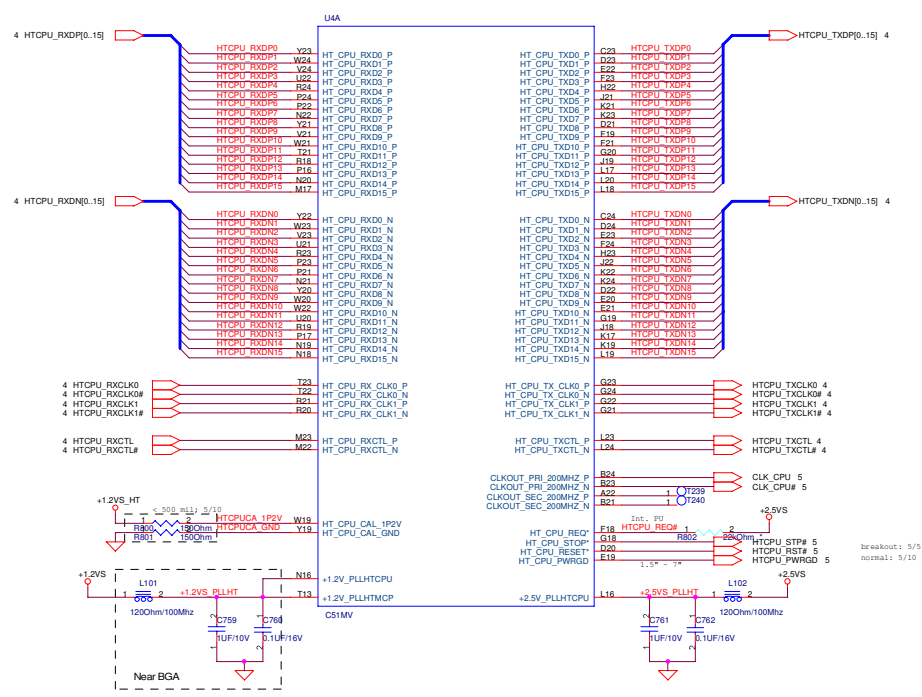 U4A
4 HTCPU_RXDP[0..15]
HTCPU_TXDP[0..15] 4
HTCPU_RXDP0 Y23 HT_CPU_RXD0_P HT_CPU_TXD0_P C23 HTCPU_TXDP0
HTCPU_RXDP1 W24 HT_CPU_RXD1_P HT_CPU_TXD1_P D23 HTCPU_TXDP1
HTCPU_RXDP2 V24 HT_CPU_RXD2_P HT_CPU_TXD2_P E22 HTCPU_TXDP2
HTCPU_RXDP3 U22 HT_CPU_RXD3_P HT_CPU_TXD3_P F23 HTCPU_TXDP3
HTCPU_RXDP4 R24 HT_CPU_RXD4_P HT_CPU_TXD4_P H22 HTCPU_TXDP4
HTCPU_RXDP5 P24 HT_CPU_RXD5_P HT_CPU_TXD5_P J21 HTCPU_TXDP5
HTCPU_RXDP6 P22 HT_CPU_RXD6_P HT_CPU_TXD6_P K21 HTCPU_TXDP6
HTCPU_RXDP7 N22 HT_CPU_RXD7_P HT_CPU_TXD7_P K23 HTCPU_TXDP7
HTCPU_RXDP8 Y21 HT_CPU_RXD8_P HT_CPU_TXD8_P D21 HTCPU_TXDP8
HTCPU_RXDP9 V21 HT_CPU_RXD9_P HT_CPU_TXD9_P F19 HTCPU_TXDP9
HTCPU_RXDP10 W21 HT_CPU_RXD10_P HT_CPU_TXD10_P F21 HTCPU_TXDP10
HTCPU_RXDP11 T21 HT_CPU_RXD11_P HT_CPU_TXD11_P G20 HTCPU_TXDP11
HTCPU_RXDP12 R18 HT_CPU_RXD12_P HT_CPU_TXD12_P J19 HTCPU_TXDP12
HTCPU_RXDP13 P16 HT_CPU_RXD13_P HT_CPU_TXD13_P L17 HTCPU_TXDP13
HTCPU_RXDP14 N20 HT_CPU_RXD14_P HT_CPU_TXD14_P L20 HTCPU_TXDP14
HTCPU_RXDP15 M17 HT_CPU_RXD15_P HT_CPU_TXD15_P L18 HTCPU_TXDP15
4 HTCPU_RXDN[0..15]
HTCPU_TXDN[0..15] 4
HTCPU_RXDN0 Y22 HT_CPU_RXD0_N HT_CPU_TXD0_N C24 HTCPU_TXDN0
HTCPU_RXDN1 W23 HT_CPU_RXD1_N HT_CPU_TXD1_N D24 HTCPU_TXDN1
HTCPU_RXDN2 V23 HT_CPU_RXD2_N HT_CPU_TXD2_N E23 HTCPU_TXDN2
HTCPU_RXDN3 U21 HT_CPU_RXD3_N HT_CPU_TXD3_N F24 HTCPU_TXDN3
HTCPU_RXDN4 R23 HT_CPU_RXD4_N HT_CPU_TXD4_N H23 HTCPU_TXDN4
HTCPU_RXDN5 P23 HT_CPU_RXD5_N HT_CPU_TXD5_N J22 HTCPU_TXDN5
HTCPU_RXDN6 P21 HT_CPU_RXD6_N HT_CPU_TXD6_N K22 HTCPU_TXDN6
HTCPU_RXDN7 N21 HT_CPU_RXD7_N HT_CPU_TXD7_N K24 HTCPU_TXDN7
HTCPU_RXDN8 Y20 HT_CPU_RXD8_N HT_CPU_TXD8_N D22 HTCPU_TXDN8
HTCPU_RXDN9 W20 HT_CPU_RXD9_N HT_CPU_TXD9_N E20 HTCPU_TXDN9
HTCPU_RXDN10 W22 HT_CPU_RXD10_N HT_CPU_TXD10_N E21 HTCPU_TXDN10
HTCPU_RXDN11 U20 HT_CPU_RXD11_N HT_CPU_TXD11_N G19 HTCPU_TXDN11
HTCPU_RXDN12 R19 HT_CPU_RXD12_N HT_CPU_TXD12_N J18 HTCPU_TXDN12
HTCPU_RXDN13 P17 HT_CPU_RXD13_N HT_CPU_TXD13_N K17 HTCPU_TXDN13
HTCPU_RXDN14 N19 HT_CPU_RXD14_N HT_CPU_TXD14_N K19 HTCPU_TXDN14
HTCPU_RXDN15 N18 HT_CPU_RXD15_N HT_CPU_TXD15_N L19 HTCPU_TXDN15
4 HTCPU_RXCLK0 T23 HT_CPU_RX_CLK0_P HT_CPU_TX_CLK0_P G23 HTCPU_TXCLK0 4
4 HTCPU_RXCLK0# T22 HT_CPU_RX_CLK0_N HT_CPU_TX_CLK0_N G24 HTCPU_TXCLK0# 4
4 HTCPU_RXCLK1 R21 HT_CPU_RX_CLK1_P HT_CPU_TX_CLK1_P G22 HTCPU_TXCLK1 4
4 HTCPU_RXCLK1# R20 HT_CPU_RX_CLK1_N HT_CPU_TX_CLK1_N G21 HTCPU_TXCLK1# 4
4 HTCPU_RXCTL M23 HT_CPU_RXCTL_P HT_CPU_TXCTL_P L23 HTCPU_TXCTL 4
4 HTCPU_RXCTL# M22 HT_CPU_RXCTL_N HT_CPU_TXCTL_N L24 HTCPU_TXCTL# 4
CLKOUT_PRI_200MHZ_P B24 CLK_CPU 5
CLKOUT_PRI_200MHZ_N B23 CLK_CPU# 5
CLKOUT_SEC_200MHZ_P A22 1 T239
CLKOUT_SEC_200MHZ_N B21 1 T240
+1.2VS_HT
< 500 mil; 5/10
R800 1 2 150Ohm HTCPUCA_1P2V W19 HT_CPU_CAL_1P2V
R801 1 2 150Ohm HTCPUCA_GND Y19 HT_CPU_CAL_GND
Int. PU
+2.5VS
HT_CPU_REQ* F18 HTCPU_REQ# 1 2
R802 22kOhm
HT_CPU_STOP* G18 HTCPU_STP# 5
HT_CPU_RESET* D20 HTCPU_RST# 5
HT_CPU_PWRGD E19 HTCPU_PWRGD 5
1.5" - 7"
breakout: 5/5
normal: 5/10
+1.2VS
L101
1 2
120Ohm/100Mhz
+1.2VS_PLLHT
N16 +1.2V_PLLHTCPU
T13 +1.2V_PLLHTMCP
C759
2
1
1UF/10V
C760
1
2
0.1UF/16V
Near BGA
C51MV
+2.5V_PLLHTCPU L16 +2.5VS_PLLHT
L102
1 2
+2.5VS
120Ohm/100Mhz
C761
2
1
1UF/10V
C762
2
1
0.1UF/16V